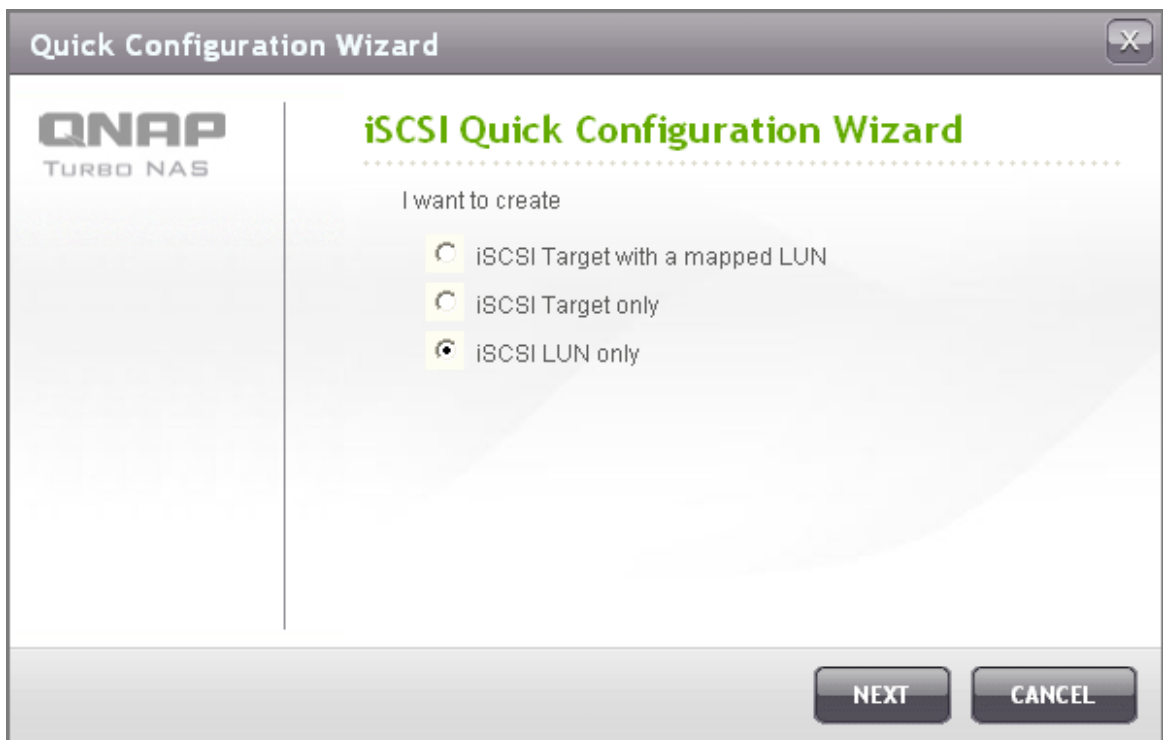 Quick Configuration Wizard
X
QNAP
TURBO NAS
iSCSI Quick Configuration Wizard
I want to create
iSCSI Target with a mapped LUN
iSCSI Target only
iSCSI LUN only
NEXT
CANCEL